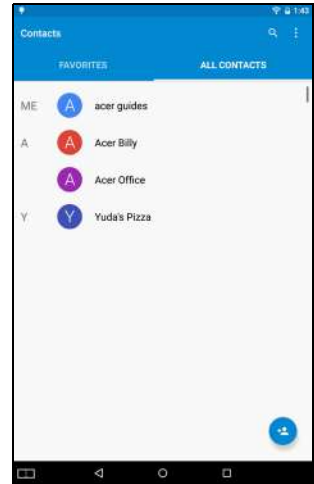 1:43
Contacts
FAVORITES ALL CONTACTS
ME A acer guides
A A Acer Billy
A Acer Office
Y Y Yuda's Pizza